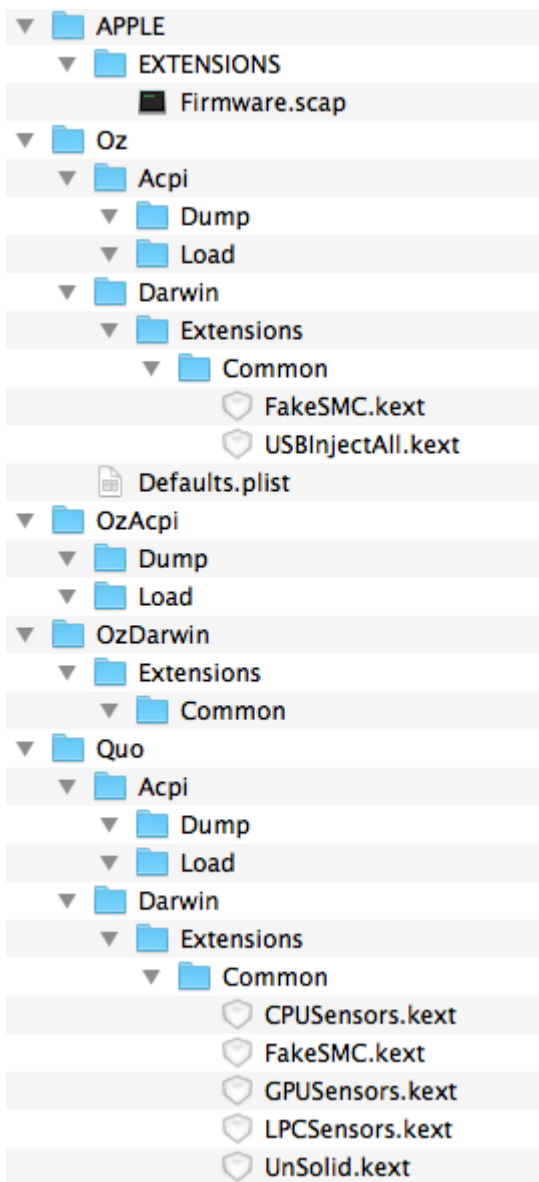 APPLE
EXTENSIONS
Firmware.scap
Oz
Acpi
Dump
Load
Darwin
Extensions
Common
FakeSMC.kext
USBInjectAll.kext
Defaults.plist
OzAcpi
Dump
Load
OzDarwin
Extensions
Common
Quo
Acpi
Dump
Load
Darwin
Extensions
Common
CPUSensors.kext
FakeSMC.kext
GPUSensors.kext
LPCSensors.kext
UnSolid.kext